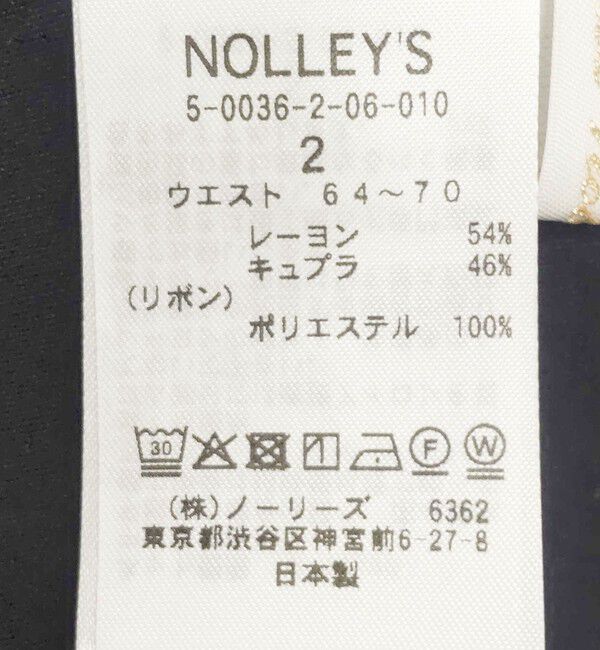 NOLLEY'S
5-0036-2-06-010
2
ウエスト 64~70
レーヨン 54%
キュプラ 46%
(リボン)
ポリエステル 100%
30 F W
(株)ノーリーズ 6362
東京都渋谷区神宮前6-27-8
日本製